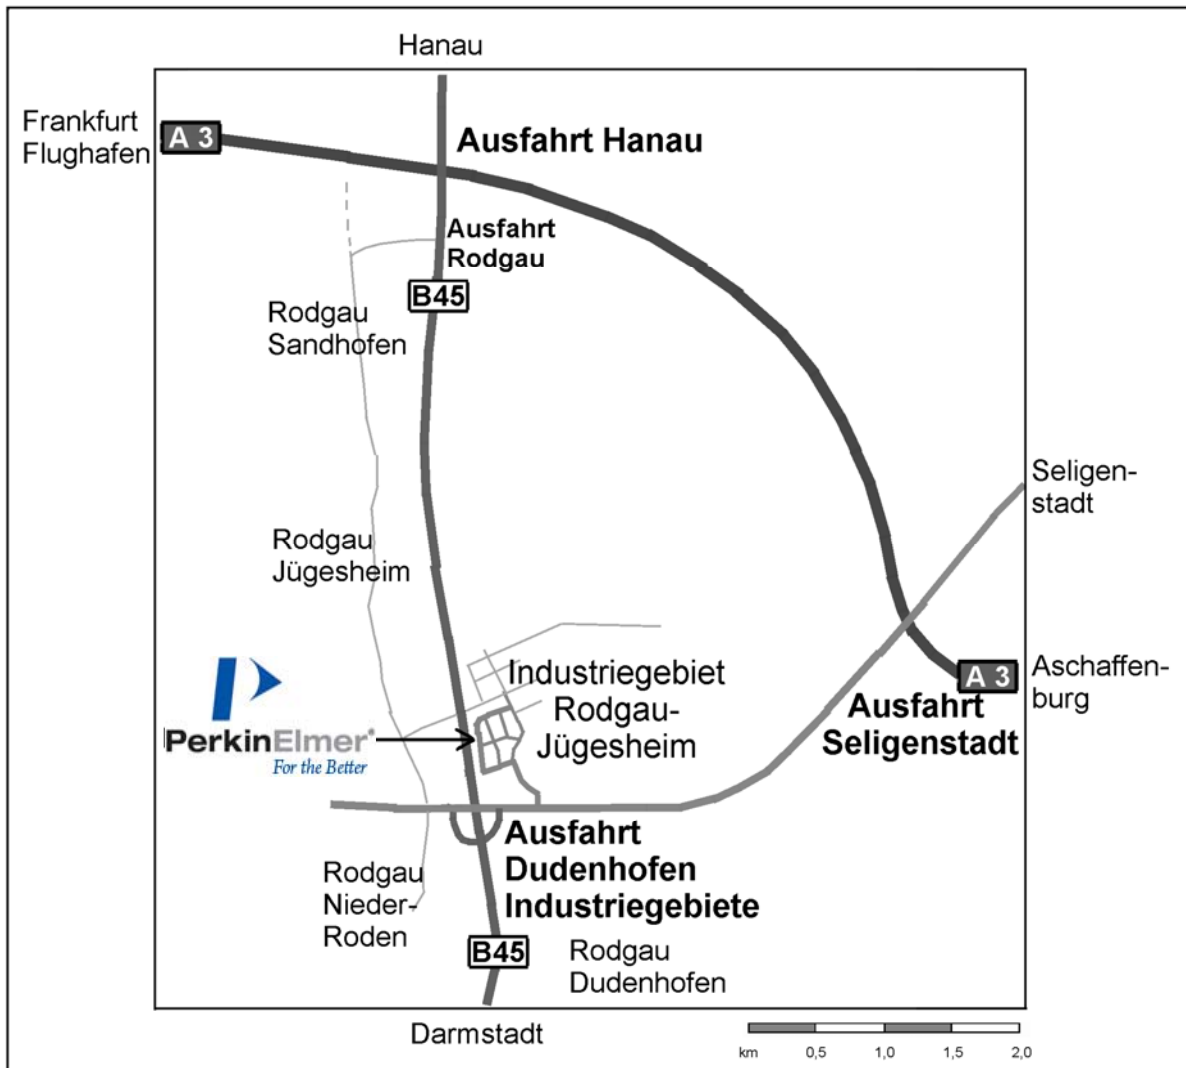 Hanau
Frankfurt
Flughafen
A 3
Ausfahrt Hanau
Ausfahrt
Rodgau
B45
Rodgau
Sandhofen
Seligen-
stadt
Rodgau
Jügesheim
Industriegebiet
Rodgau-
Jügesheim
PerkinElmer®
For the Better
A 3
Aschaffen-
burg
Ausfahrt
Seligenstadt
Ausfahrt
Dudenhofen
Industriegebiete
Rodgau
Nieder-
Roden
B45
Rodgau
Dudenhofen
Darmstadt
km 0,5 1,0 1,5 2,0